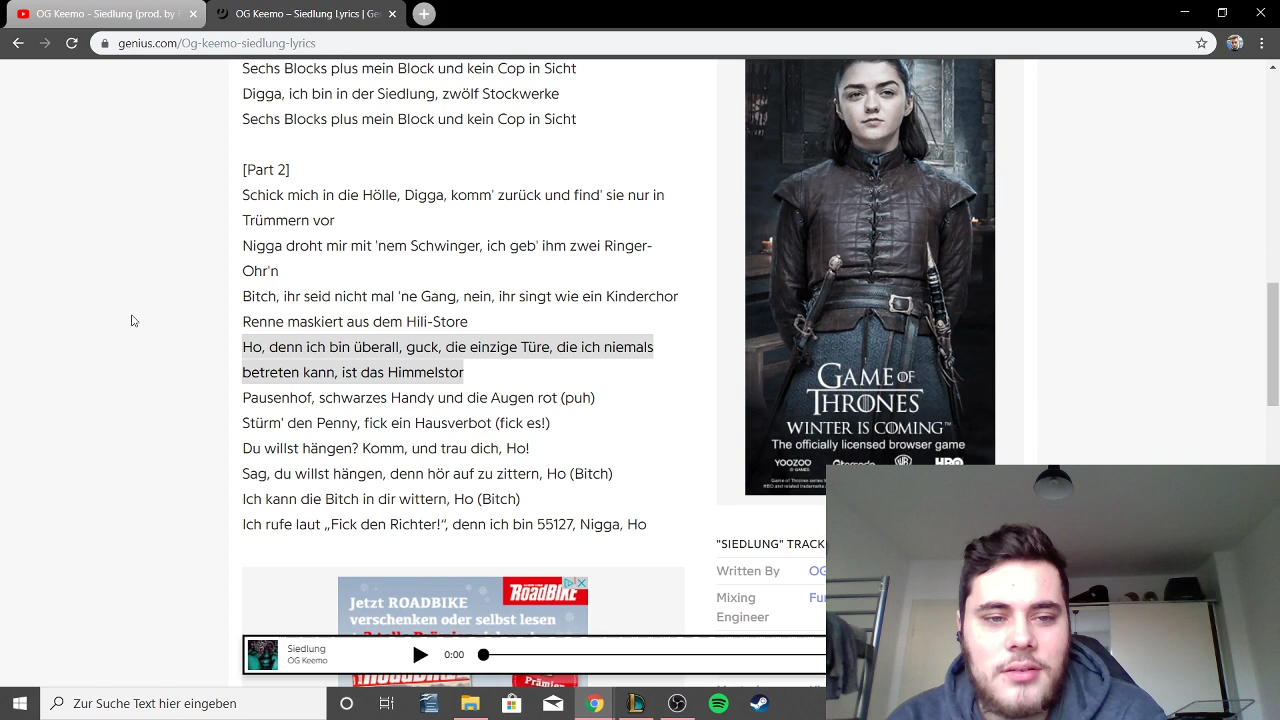 OG Keemo – Siedlung (prod. by
OG Keemo – Siedlung Lyrics | Ge
genius.com/Og-keemo-siedlung-lyrics
Sechs Blocks plus mein Block und kein Cop in Sicht
Digga, ich bin in der Siedlung, zwölf Stockwerke
Sechs Blocks plus mein Block und kein Cop in Sicht
[Part 2]
Schick mich in die Hölle, Digga, komm' zurück und find' sie nur in
Trümmern vor
Nigga droht mir mit 'nem Schwinger, ich geb' ihm zwei Ringer-
Ohr'n
Bitch, ihr seid nicht mal 'ne Gang, nein, ihr singt wie ein Kinderchor
Renne maskiert aus dem Hili-Store
Ho, denn ich bin überall, guck, die einzige Türe, die ich niemals
betreten kann, ist das Himmelstor
Pausenhof, schwarzes Handy und die Augen rot (puh)
Stürm' den Penny, fick ein Hausverbot (fick es!)
Du willst hängen? Komm, und trau dich, Ho!
Sag, du willst hängen, denn hör auf zu zittern, Ho (Bitch)
Ich kann die Bitch in dir wittern, Ho (Bitch)
Ich rufe laut „Fick den Richter!“, denn ich bin 55127, Nigga, Ho
GAME OF
THRONES
WINTER IS COMING™
The officially licensed browser game
YOOZOO
GAMES
HBO
"SIEDLUNG" TRACK
Written By OG
Mixing Fu
Engineer
Jetzt ROADBIKE
verschenken oder selbst lesen
RoadBIKE
Siedlung
OG Keemo
0:00
Prämien
Zur Suche Text hier eingeben